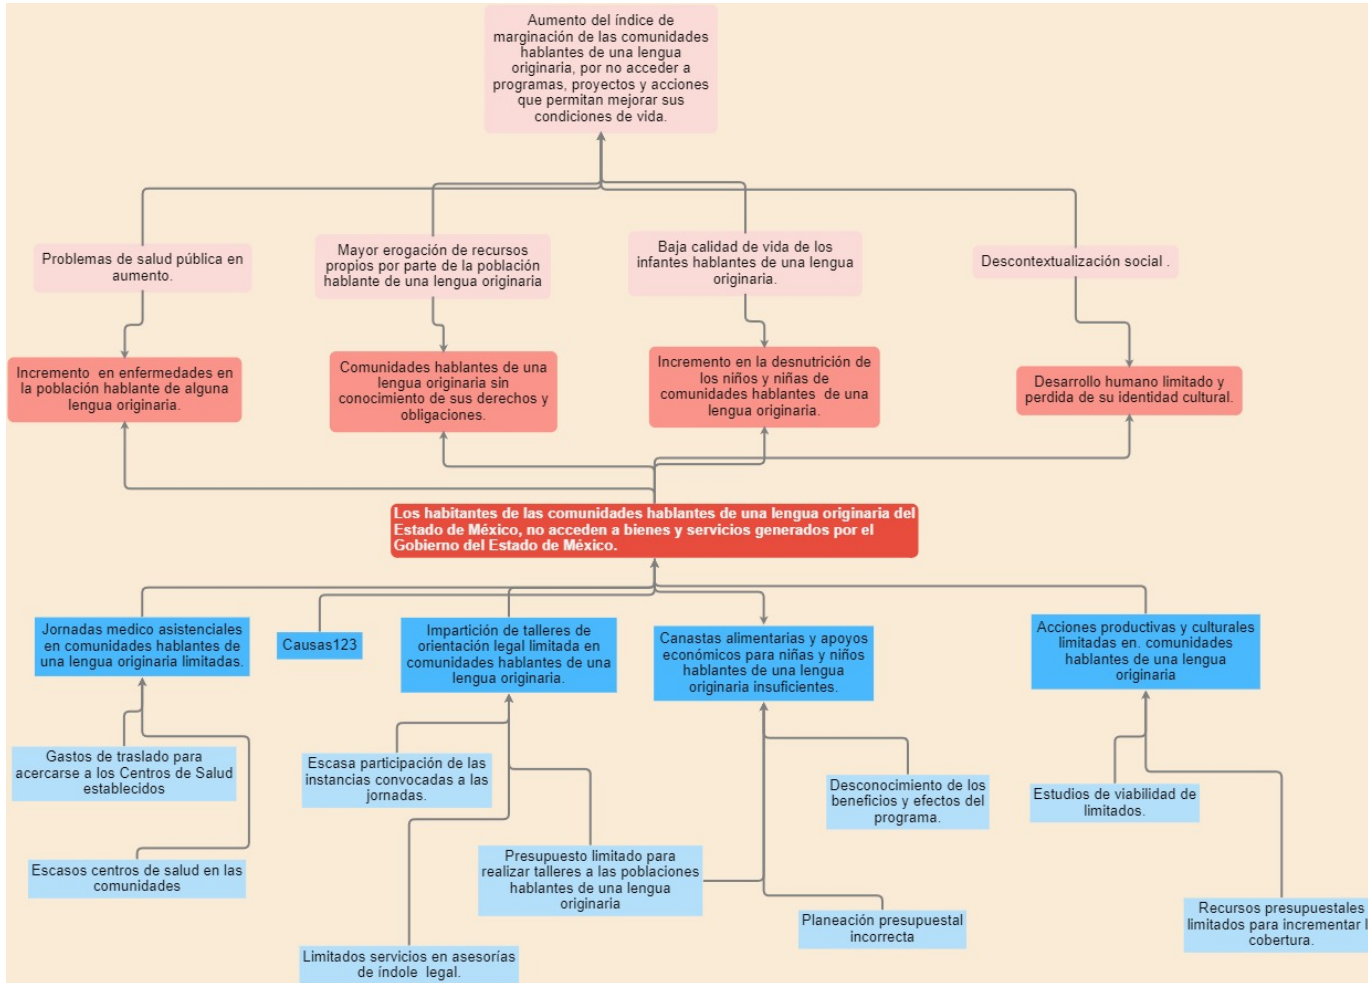 Aumento del índice de
marginación de las comunidades
hablantes de una lengua
originaria, por no acceder a
programas, proyectos y acciones
que permitan mejorar sus
condiciones de vida.
Problemas de salud pública en
aumento.
Mayor erogación de recursos
propios por parte de la población
hablante de una lengua originaria
Baja calidad de vida de los
infantes hablantes de una lengua
originaria.
Descontextualización social .
Incremento en enfermedades en
la población hablante de alguna
lengua originaria.
Comunidades hablantes de una
lengua originaria sin
conocimiento de sus derechos y
obligaciones.
Incremento en la desnutrición de
los niños y niñas de
comunidades hablantes de una
lengua originaria.
Desarrollo humano limitado y
perdida de su identidad cultural.
Los habitantes de las comunidades hablantes de una lengua originaria del
Estado de México, no acceden a bienes y servicios generados por el
Gobierno del Estado de México.
Jornadas medico asistenciales
en comunidades hablantes de
una lengua originaria limitadas.
Causas123
Impartición de talleres de
orientación legal limitada en
comunidades hablantes de una
lengua originaria.
Canastas alimentarias y apoyos
económicos para niñas y niños
hablantes de una lengua
originaria insuficientes.
Acciones productivas y culturales
limitadas en. comunidades
hablantes de una lengua
originaria
Gastos de traslado para
acercarse a los Centros de Salud
establecidos
Escasa participación de las
instancias convocadas a las
jornadas.
Desconocimiento de los
beneficios y efectos del
programa.
Estudios de viabilidad de
limitados.
Escasos centros de salud en las
comunidades
Presupuesto limitado para
realizar talleres a las poblaciones
hablantes de una lengua
originaria
Planeación presupuestal
incorrecta
Recursos presupuestales
limitados para incrementar
cobertura.
Limitados servicios en asesorías
de índole legal.